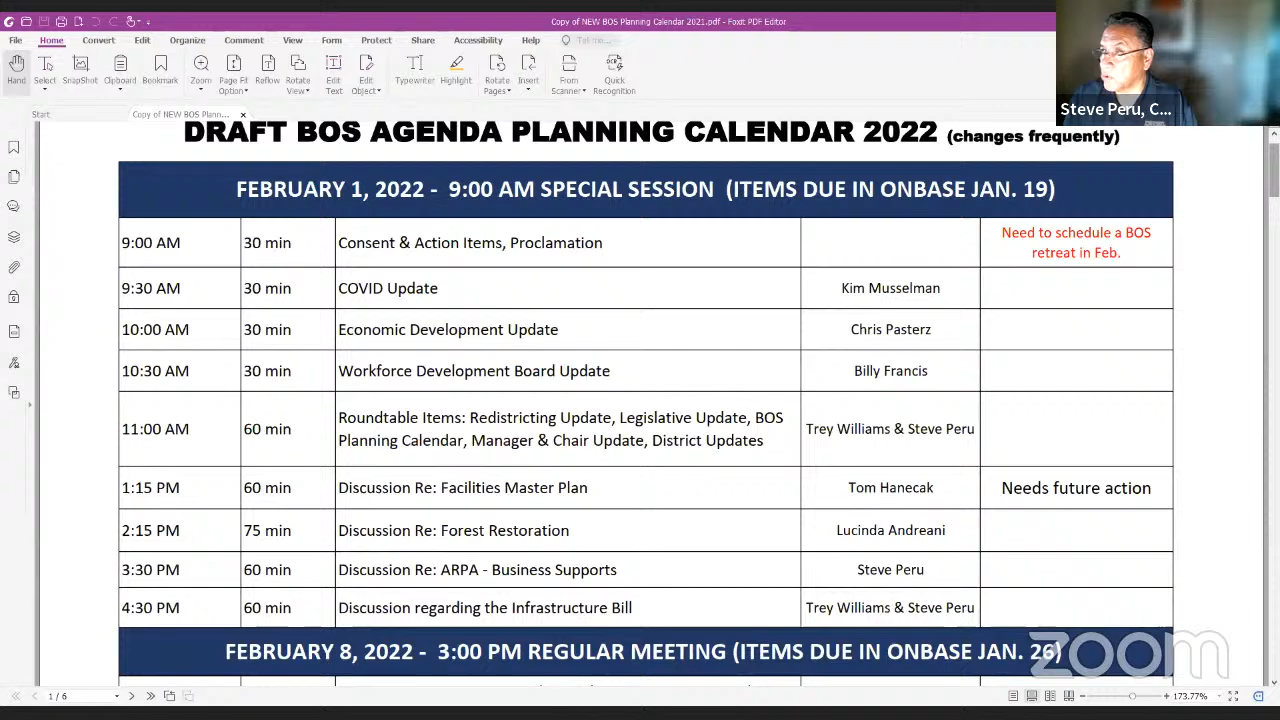 Copy of NEW BOS Planning Calendar 2021.pdf - Foxit PDF Editor
File Home Convert Edit Organize Comment View Form Protect Share Accessibility Help Tell me...
Hand Select SnapShot Clipboard Bookmark Zoom Page Fit Option Reflow Rotate View Edit Text Edit Object Typewriter Highlight Rotate Pages Insert From Scanner Quick Recognition
Steve Peru, C...
Start Copy of NEW BOS Plann...
DRAFT BOS AGENDA PLANNING CALENDAR 2022 (changes frequently)
FEBRUARY 1, 2022 - 9:00 AM SPECIAL SESSION (ITEMS DUE IN ONBASE JAN. 19)
9:00 AM 30 min Consent & Action Items, Proclamation Need to schedule a BOS
retreat in Feb.
9:30 AM 30 min COVID Update Kim Musselman
10:00 AM 30 min Economic Development Update Chris Pasterz
10:30 AM 30 min Workforce Development Board Update Billy Francis
11:00 AM 60 min Roundtable Items: Redistricting Update, Legislative Update, BOS
Planning Calendar, Manager & Chair Update, District Updates Trey Williams & Steve Peru
1:15 PM 60 min Discussion Re: Facilities Master Plan Tom Hanecak Needs future action
2:15 PM 75 min Discussion Re: Forest Restoration Lucinda Andreani
3:30 PM 60 min Discussion Re: ARPA - Business Supports Steve Peru
4:30 PM 60 min Discussion regarding the Infrastructure Bill Trey Williams & Steve Peru
FEBRUARY 8, 2022 - 3:00 PM REGULAR MEETING (ITEMS DUE IN ONBASE JAN. 26)
zoom
1 / 6 173.77%